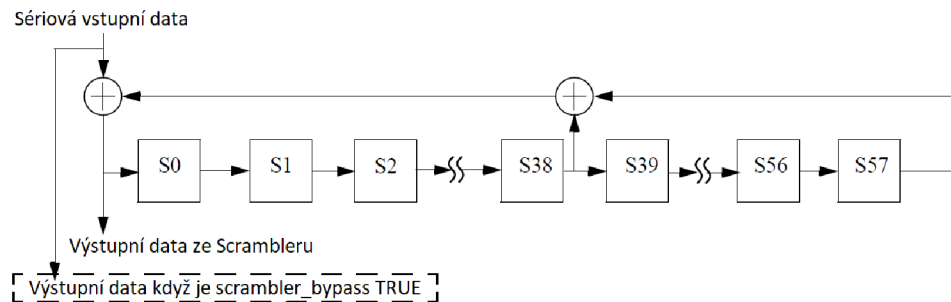 Sériová vstupní data
S0 S1 S2 S38 S39 S56 S57
Výstupní data ze Scrambleru
Výstupní data když je scrambler_bypass TRUE